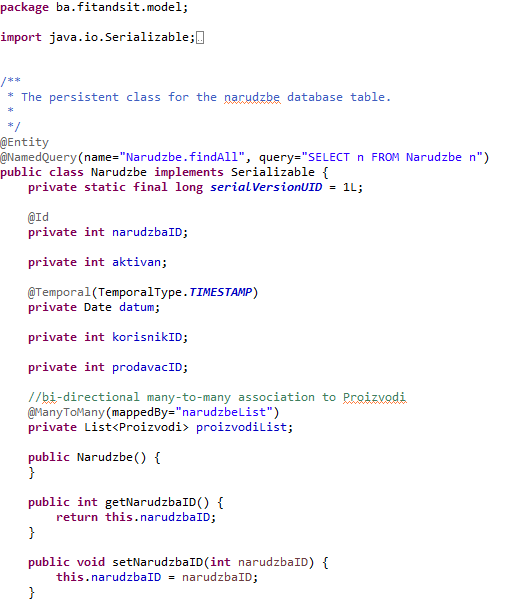 package ba.fitandsit.model;
import java.io.Serializable;
/**
* The persistent class for the narudzbe database table.
*
*/
@Entity
@NamedQuery(name="Narudzbe.findAll", query="SELECT n FROM Narudzbe n")
public class Narudzbe implements Serializable {
private static final long serialVersionUID = 1L;
@Id
private int narudzbaID;
private int aktivan;
@Temporal(TemporalType.TIMESTAMP)
private Date datum;
private int korisnikID;
private int prodavacID;
//bi-directional many-to-many association to Proizvodi
@ManyToMany(mappedBy="narudzbeList")
private List<Proizvodi> proizvodiList;
public Narudzbe() {
}
public int getNarudzbaID() {
return this.narudzbaID;
}
public void setNarudzbaID(int narudzbaID) {
this.narudzbaID = narudzbaID;
}